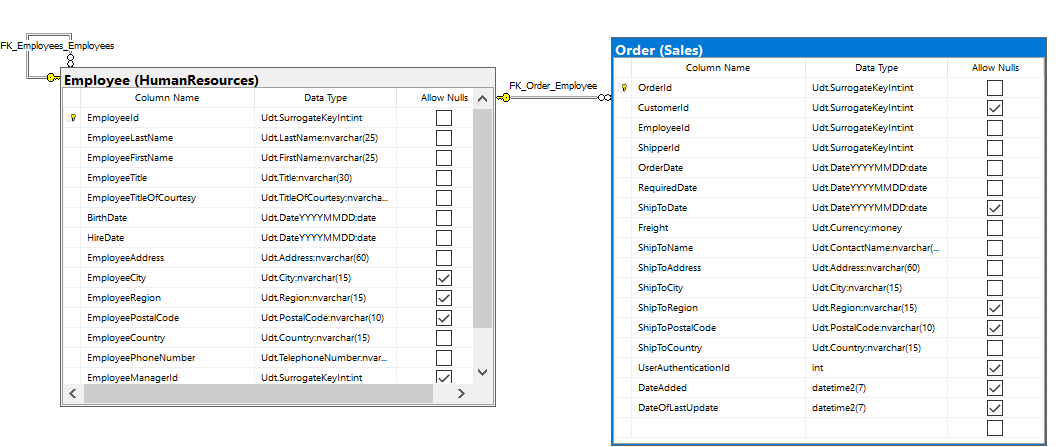 FK_Employees_Employees
Employee (HumanResources)
Column Name Data Type Allow Nulls
EmployeeId Udt.SurrogateKeyInt:int
EmployeeLastName Udt.LastName:nvarchar(25)
EmployeeFirstName Udt.FirstName:nvarchar(25)
EmployeeTitle Udt.Title:nvarchar(30)
EmployeeTitleOfCourtesy Udt.TitleOfCourtesy:nvarcha...
BirthDate Udt.DateYYYYMMDD:date
HireDate Udt.DateYYYYMMDD:date
EmployeeAddress Udt.Address:nvarchar(60)
EmployeeCity Udt.City:nvarchar(15)
EmployeeRegion Udt.Region:nvarchar(15)
EmployeePostalCode Udt.PostalCode:nvarchar(10)
EmployeeCountry Udt.Country:nvarchar(15)
EmployeePhoneNumber Udt.TelephoneNumber:nvar...
EmployeeManagerId Udt.SurrogateKeyInt:int
FK_Order_Employee
Order (Sales)
Column Name Data Type Allow Nulls
OrderId Udt.SurrogateKeyInt:int
CustomerId Udt.SurrogateKeyInt:int
EmployeeId Udt.SurrogateKeyInt:int
ShipperId Udt.SurrogateKeyInt:int
OrderDate Udt.DateYYYYMMDD:date
RequiredDate Udt.DateYYYYMMDD:date
ShipToDate Udt.DateYYYYMMDD:date
Freight Udt.Currency:money
ShipToName Udt.ContactName:nvarchar(...
ShipToAddress Udt.Address:nvarchar(60)
ShipToCity Udt.City:nvarchar(15)
ShipToRegion Udt.Region:nvarchar(15)
ShipToPostalCode Udt.PostalCode:nvarchar(10)
ShipToCountry Udt.Country:nvarchar(15)
UserAuthenticationId int
DateAdded datetime2(7)
DateOfLastUpdate datetime2(7)